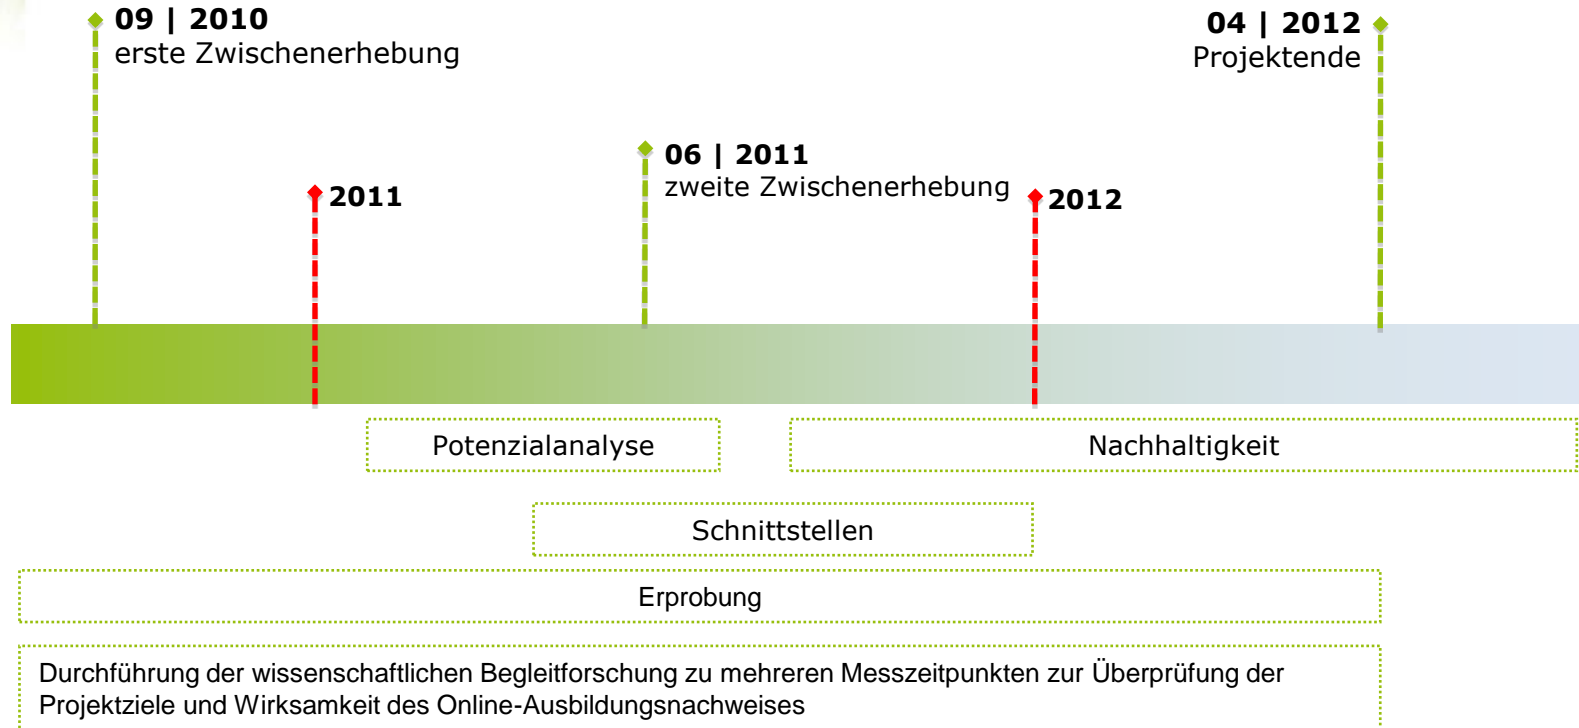 09 | 2010
erste Zwischenerhebung
04 | 2012
Projektende
06 | 2011
zweite Zwischenerhebung
2011
2012
Potenzialanalyse
Nachhaltigkeit
Schnittstellen
Erprobung
Durchführung der wissenschaftlichen Begleitforschung zu mehreren Messzeitpunkten zur Überprüfung der
Projektziele und Wirksamkeit des Online-Ausbildungsnachweises